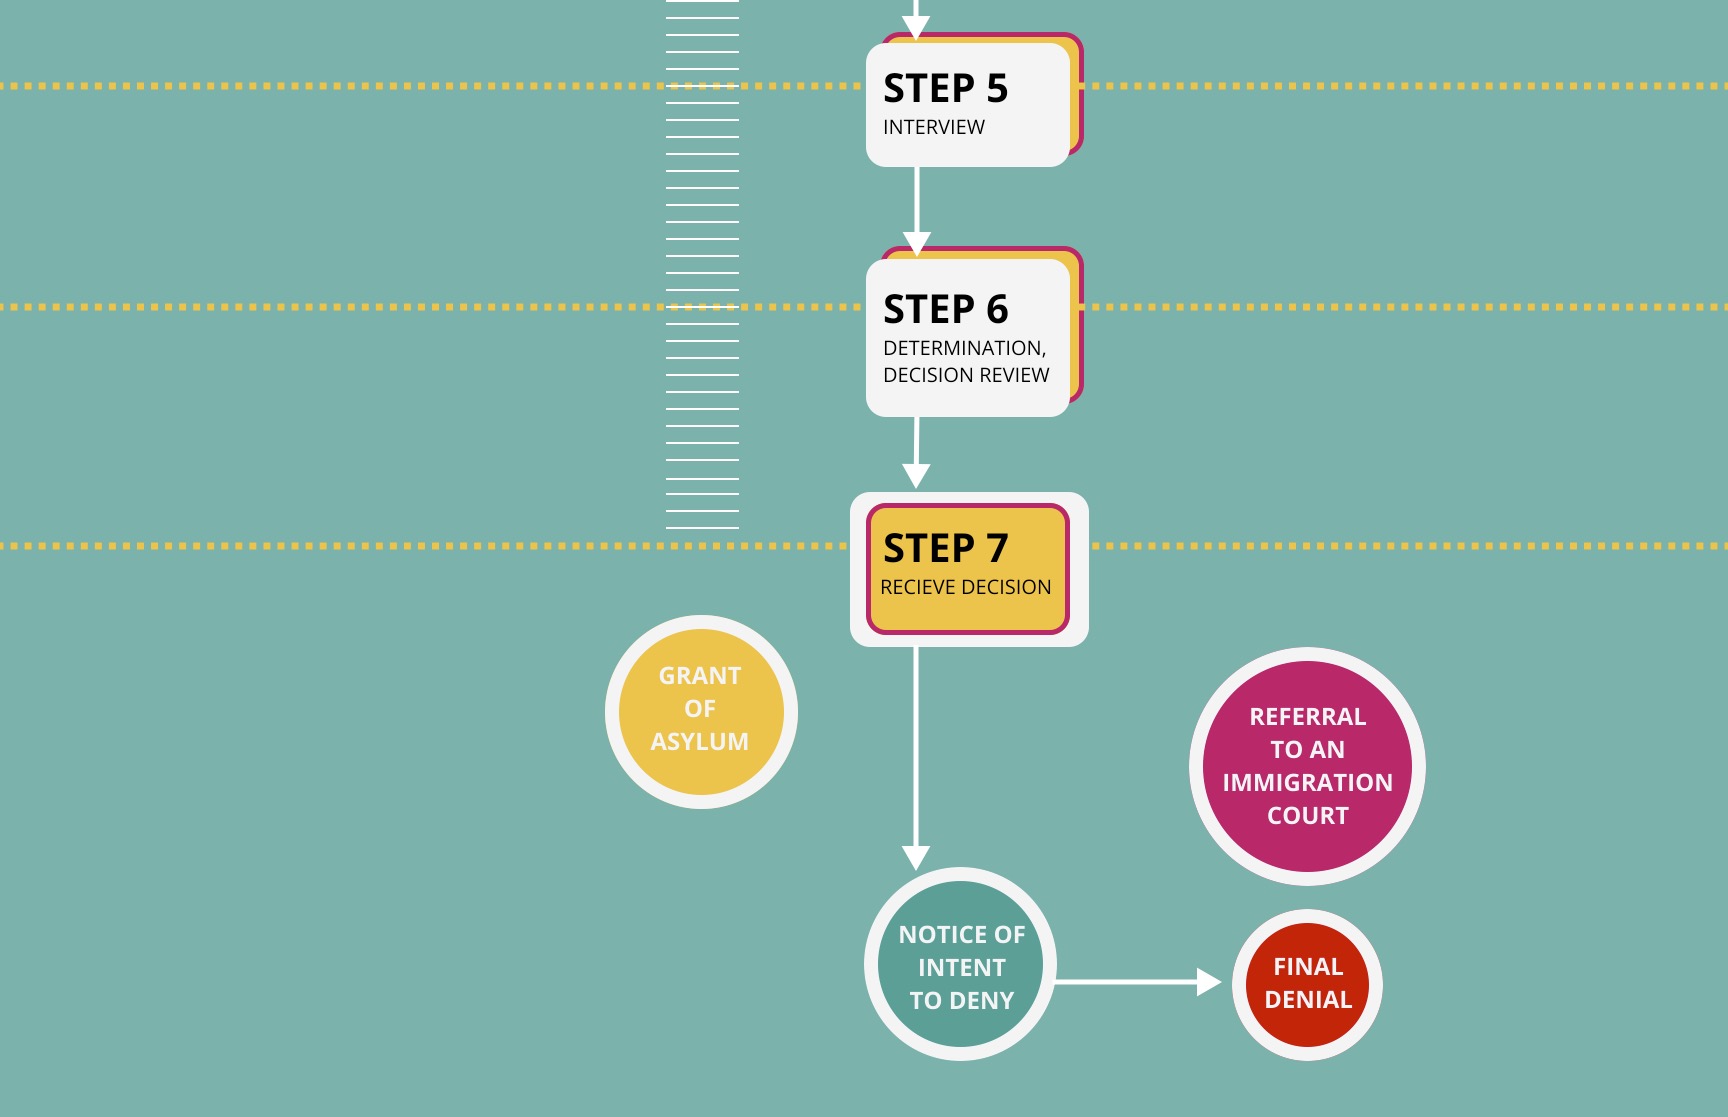 STEP 5
INTERVIEW
STEP 6
DETERMINATION,
DECISION REVIEW
STEP 7
RECIEVE DECISION
GRANT
OF
ASYLUM
REFERRAL
TO AN
IMMIGRATION
COURT
NOTICE OF
INTENT
TO DENY
FINAL
DENIAL